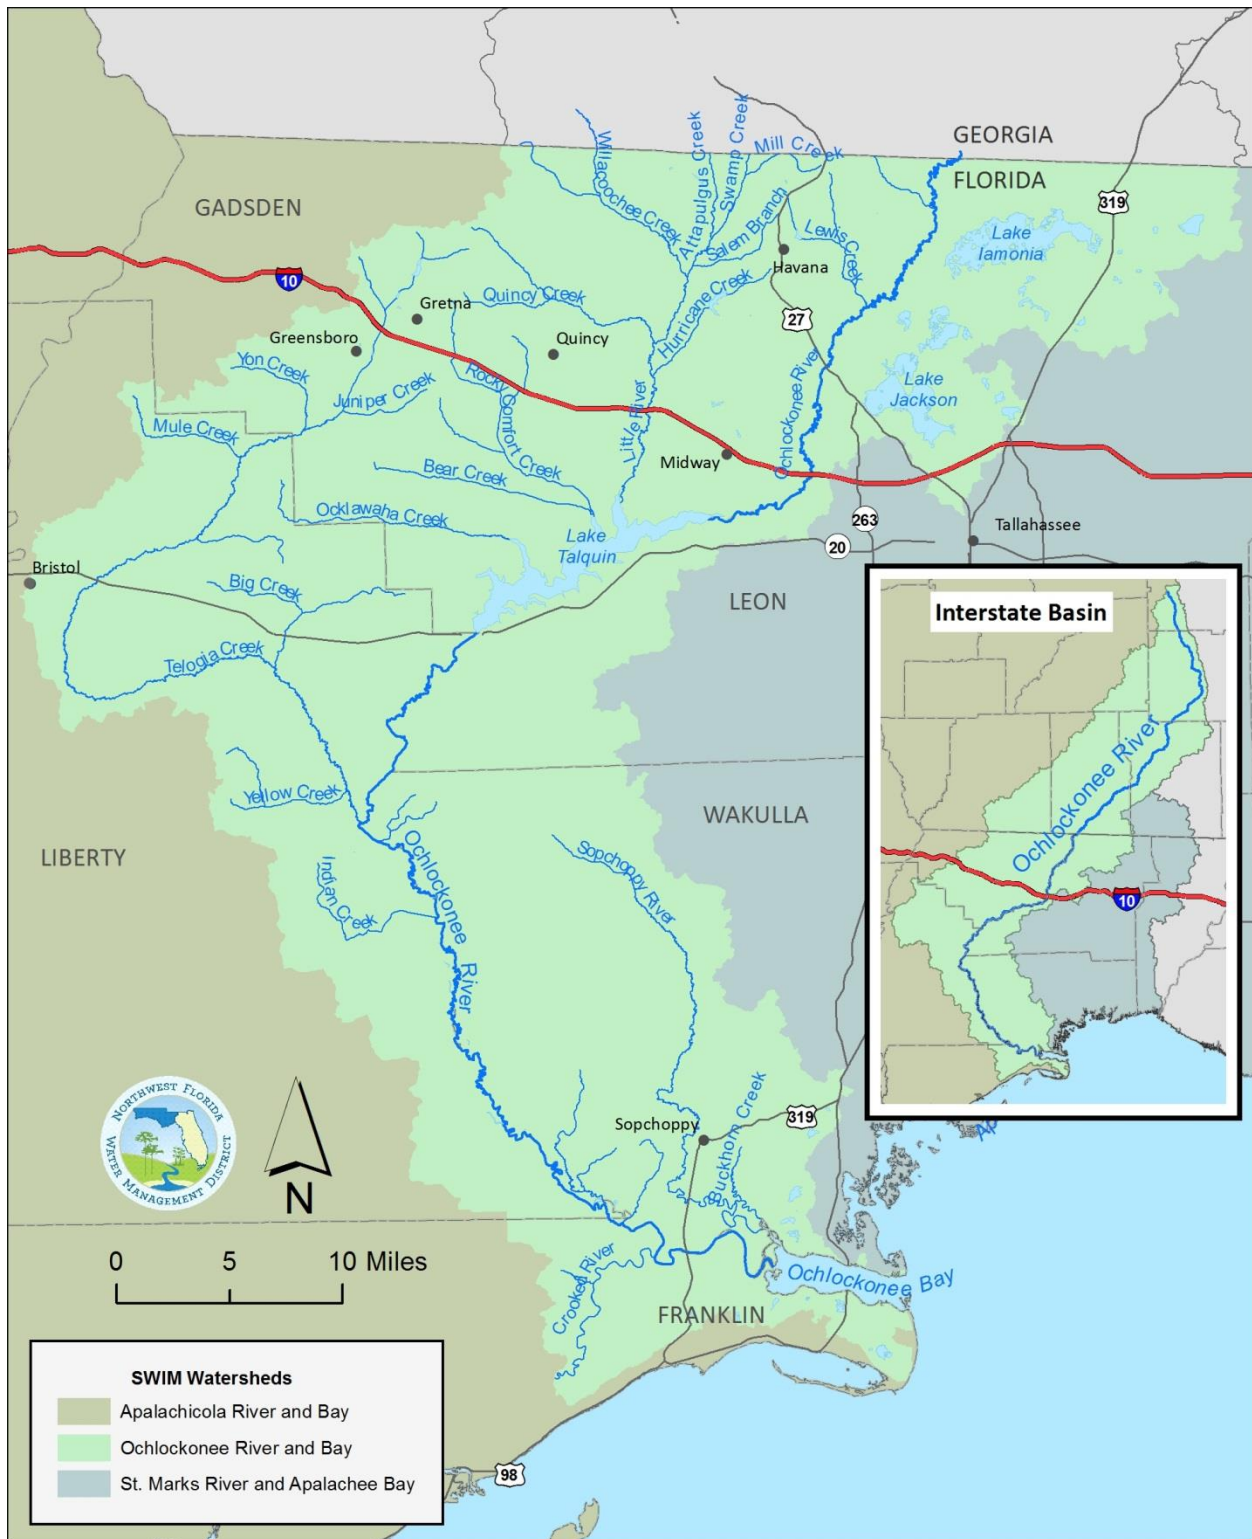 GEORGIA
FLORIDA
GADSDEN
Willacoochee Creek
Attapulgus Creek
Swamp Creek
Mill Creek
Salem Branch
Lewis Creek
Hurricane Creek
Havana
319
Lake
Iamonia
10
Gretna
Quincy Creek
Greensboro
Quincy
27
Yon Creek
Juniper Creek
Rocky Comfort Creek
Little River
Ochlockonee River
Lake
Jackson
Mule Creek
Bear Creek
Midway
Ocklawaha Creek
Lake
Talquin
263
20
Tallahassee
Bristol
Big Creek
LEON
Telogia Creek
Interstate Basin
Ochlockonee River
10
Yellow Creek
WAKULLA
LIBERTY
Indian Creek
Ochlockonee River
Sopchoppy River
Sopchoppy
319
Buckhorn Creek
NORTHWEST FLORIDA
WATER MANAGEMENT DISTRICT
N
0 5 10 Miles
Crooked River
Ochlockonee Bay
FRANKLIN
98
SWIM Watersheds
Apalachicola River and Bay
Ochlockonee River and Bay
St. Marks River and Apalachee Bay